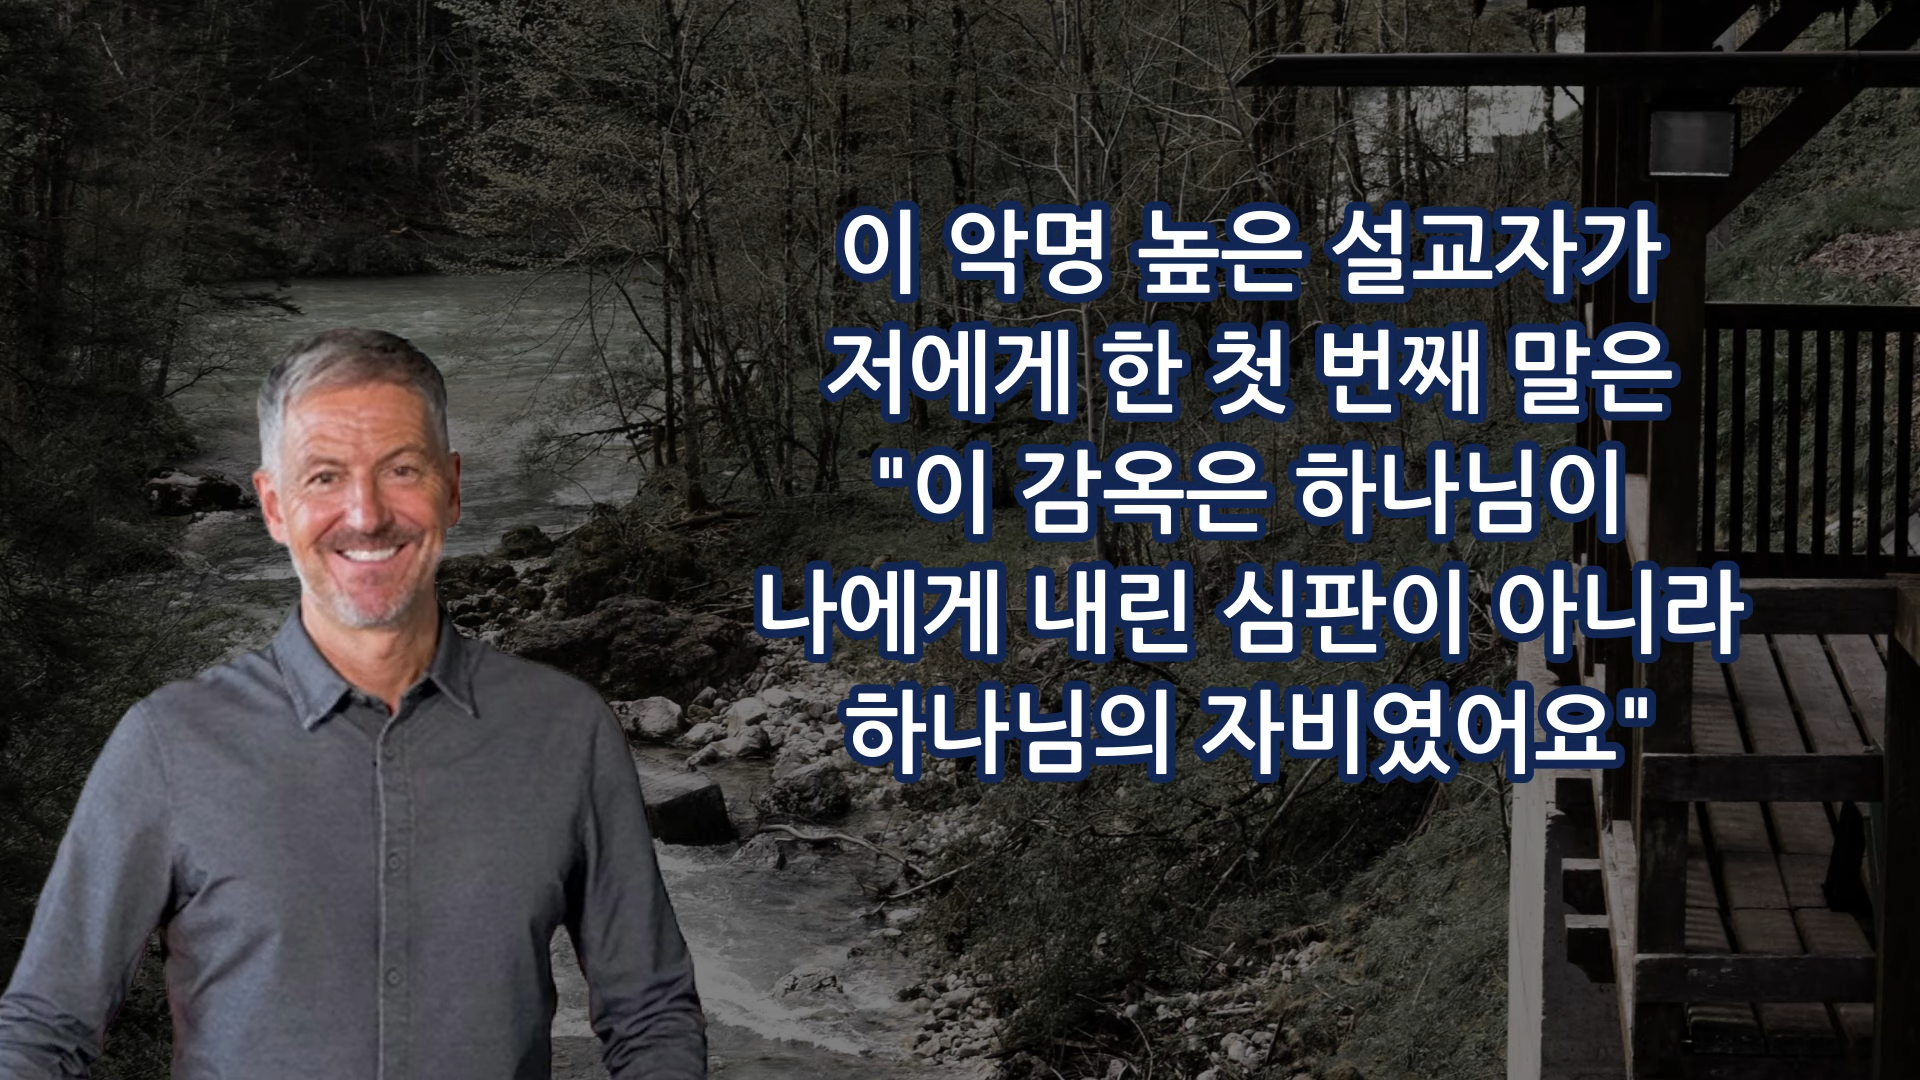 이 악명 높은 설교자가
저에게 한 첫 번째 말은
"이 감옥은 하나님이
나에게 내린 심판이 아니라
하나님의 자비였어요"